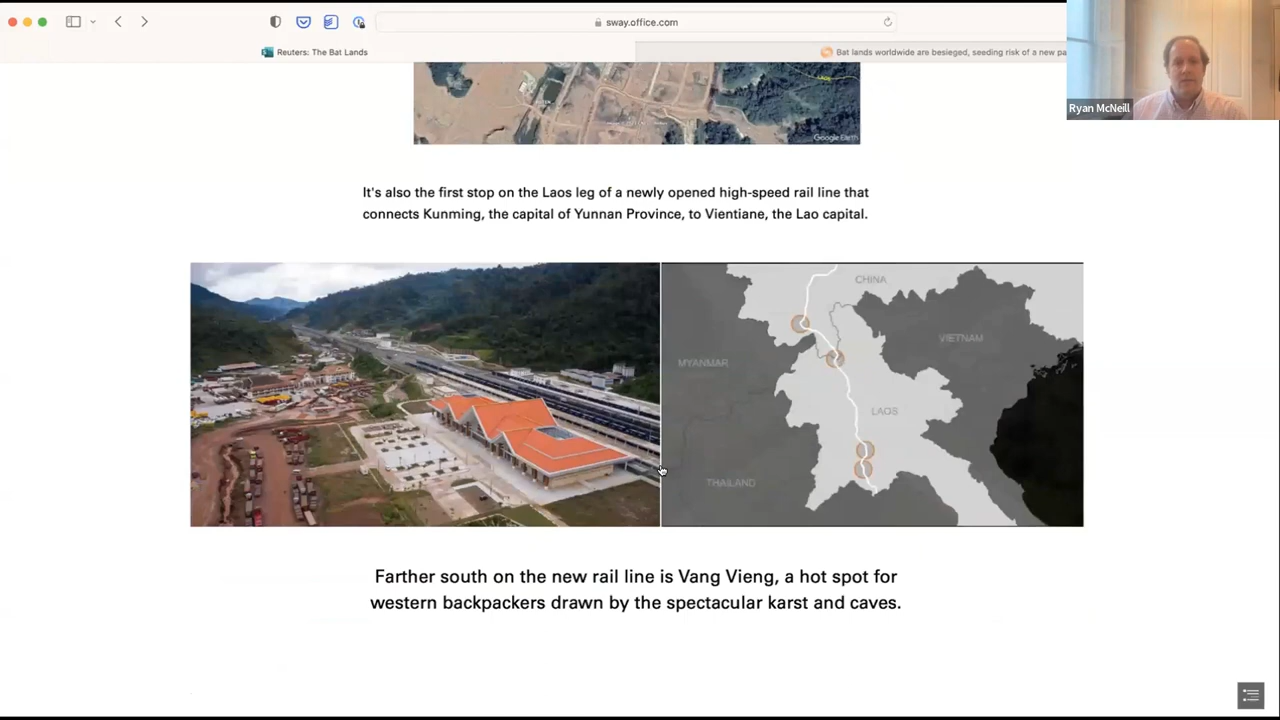 sway.office.com
Reuters: The Bat Lands
Bat lands worldwide are besieged, seeding risk of a new pa
Ryan McNeill
LAOS
Google Earth
It's also the first stop on the Laos leg of a newly opened high-speed rail line that
connects Kunming, the capital of Yunnan Province, to Vientiane, the Lao capital.
CHINA
VIETNAM
MYANMAR
LAOS
THAILAND
Farther south on the new rail line is Vang Vieng, a hot spot for
western backpackers drawn by the spectacular karst and caves.